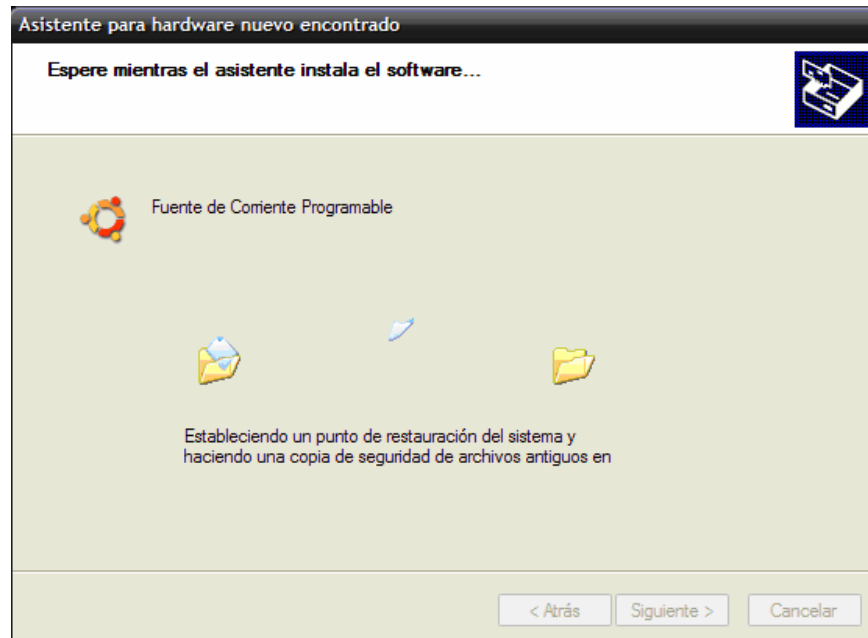 Asistente para hardware nuevo encontrado
Espere mientras el asistente instala el software...
Fuente de Corriente Programable
Estableciendo un punto de restauración del sistema y
haciendo una copia de seguridad de archivos antiguos en
< Atrás
Siguiente >
Cancelar